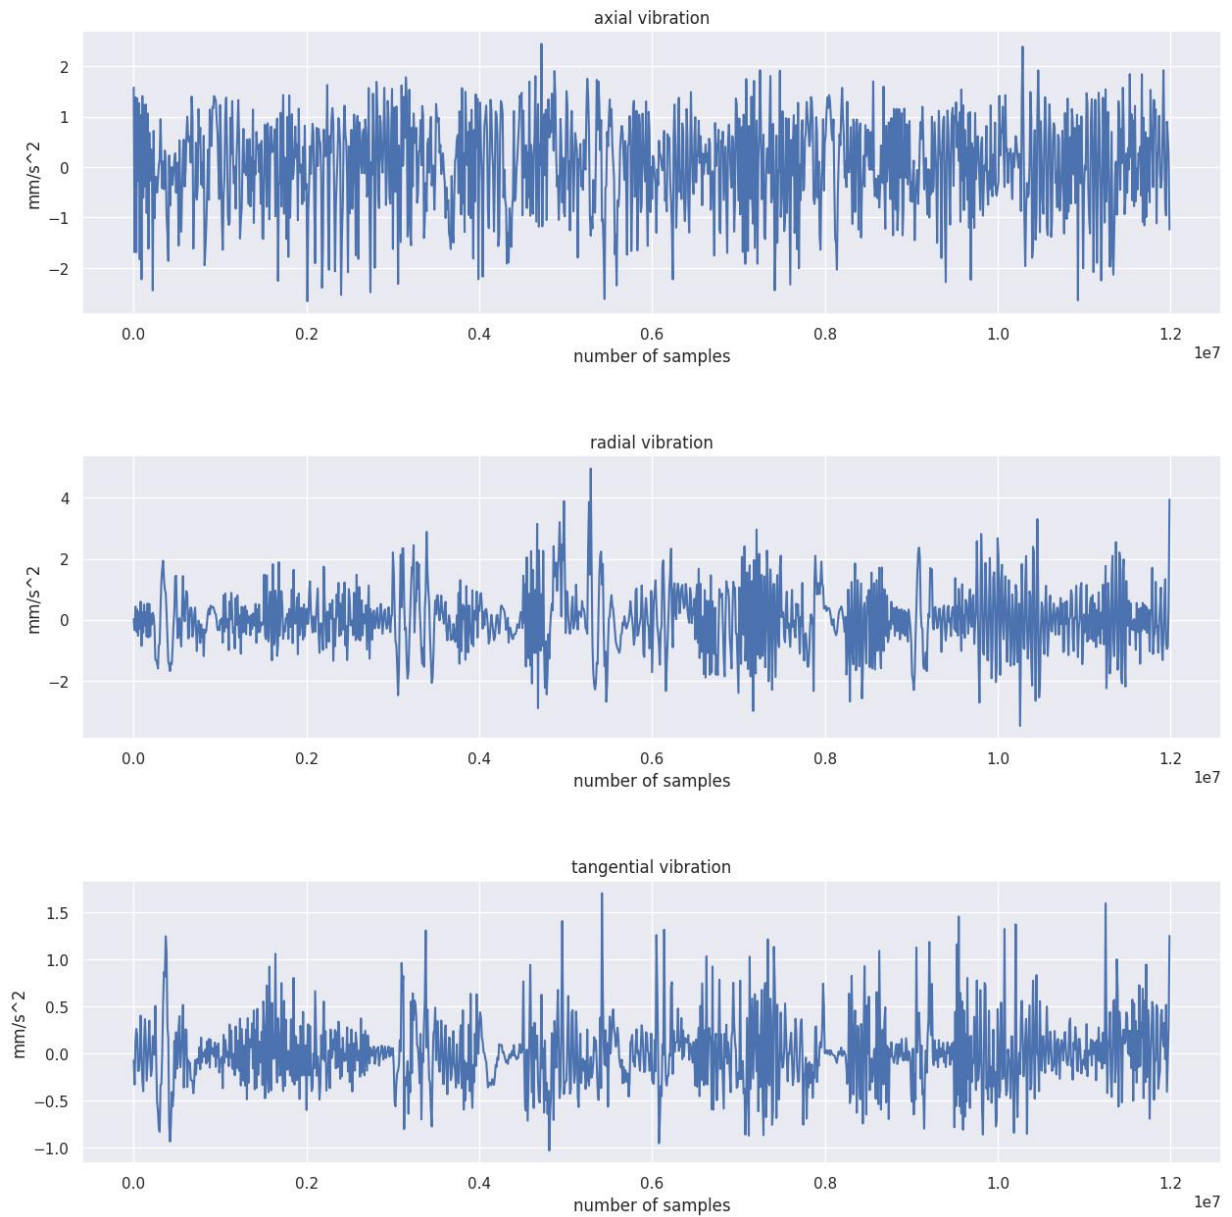 axial vibration
2
1
0
−1
−2
mm/s^2
0.0 0.2 0.4 0.6 0.8 1.0 1.2
1e7
number of samples
radial vibration
4
2
0
−2
mm/s^2
0.0 0.2 0.4 0.6 0.8 1.0 1.2
1e7
number of samples
tangential vibration
1.5
1.0
0.5
0.0
−0.5
−1.0
mm/s^2
0.0 0.2 0.4 0.6 0.8 1.0 1.2
1e7
number of samples